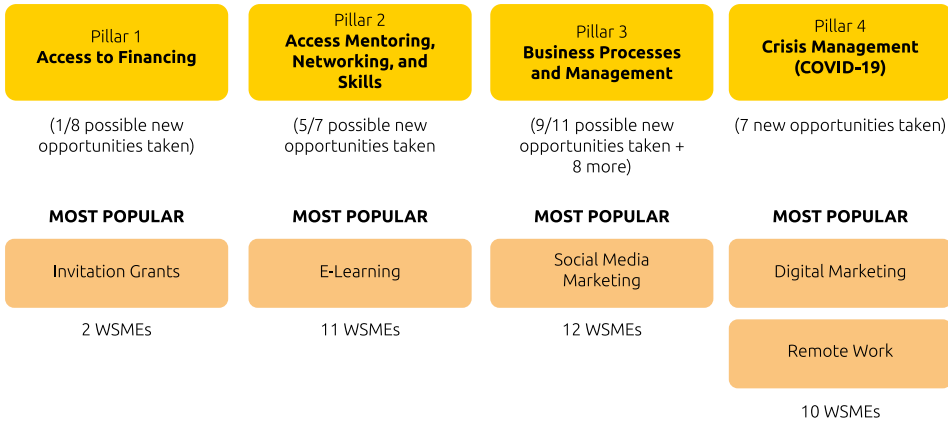 Pillar 1
Access to Financing
(1/8 possible new
opportunities taken)
MOST POPULAR
Invitation Grants
2 WSMEs
Pillar 2
Access Mentoring,
Networking, and
Skills
(5/7 possible new
opportunities taken
MOST POPULAR
E-Learning
11 WSMEs
Pillar 3
Business Processes
and Management
(9/11 possible new
opportunities taken +
8 more)
MOST POPULAR
Social Media
Marketing
12 WSMEs
Pillar 4
Crisis Management
(COVID-19)
(7 new opportunities taken)
MOST POPULAR
Digital Marketing
Remote Work
10 WSMEs